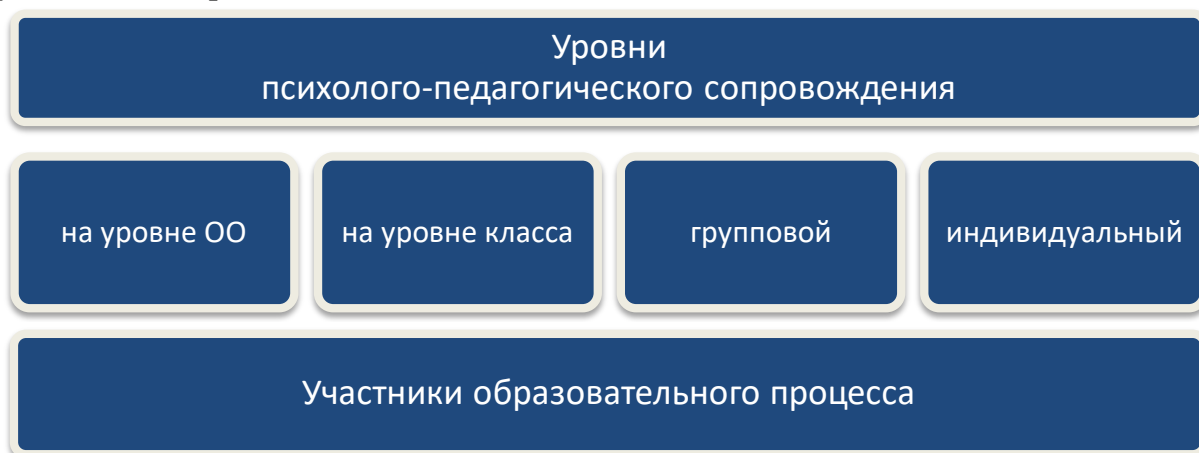 Уровни
психолого-педагогического сопровождения
на уровне ОО
на уровне класса
групповой
индивидуальный
Участники образовательного процесса